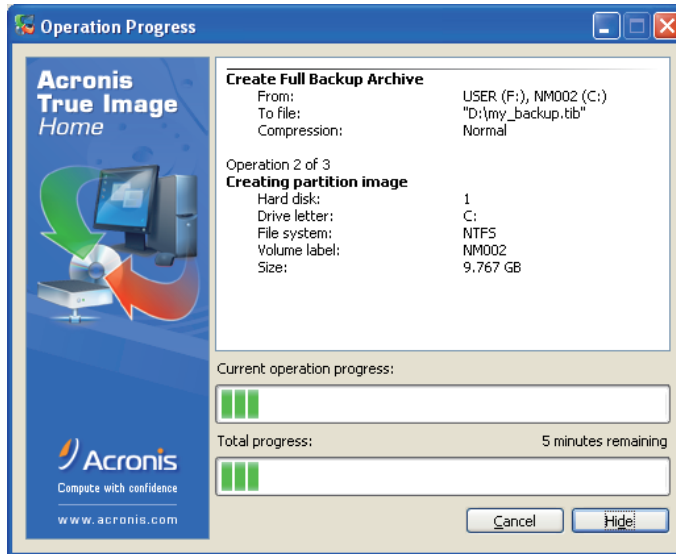 Operation Progress
Acronis
True Image
Home
Create Full Backup Archive
From: USER (F:), NM002 (C:)
To file: "D:\my_backup.tib"
Compression: Normal
Operation 2 of 3
Creating partition image
Hard disk: 1
Drive letter: C:
File system: NTFS
Volume label: NM002
Size: 9.767 GB
Current operation progress:
Total progress: 5 minutes remaining
Acronis
Compute with confidence
www.acronis.com
Cancel Hide